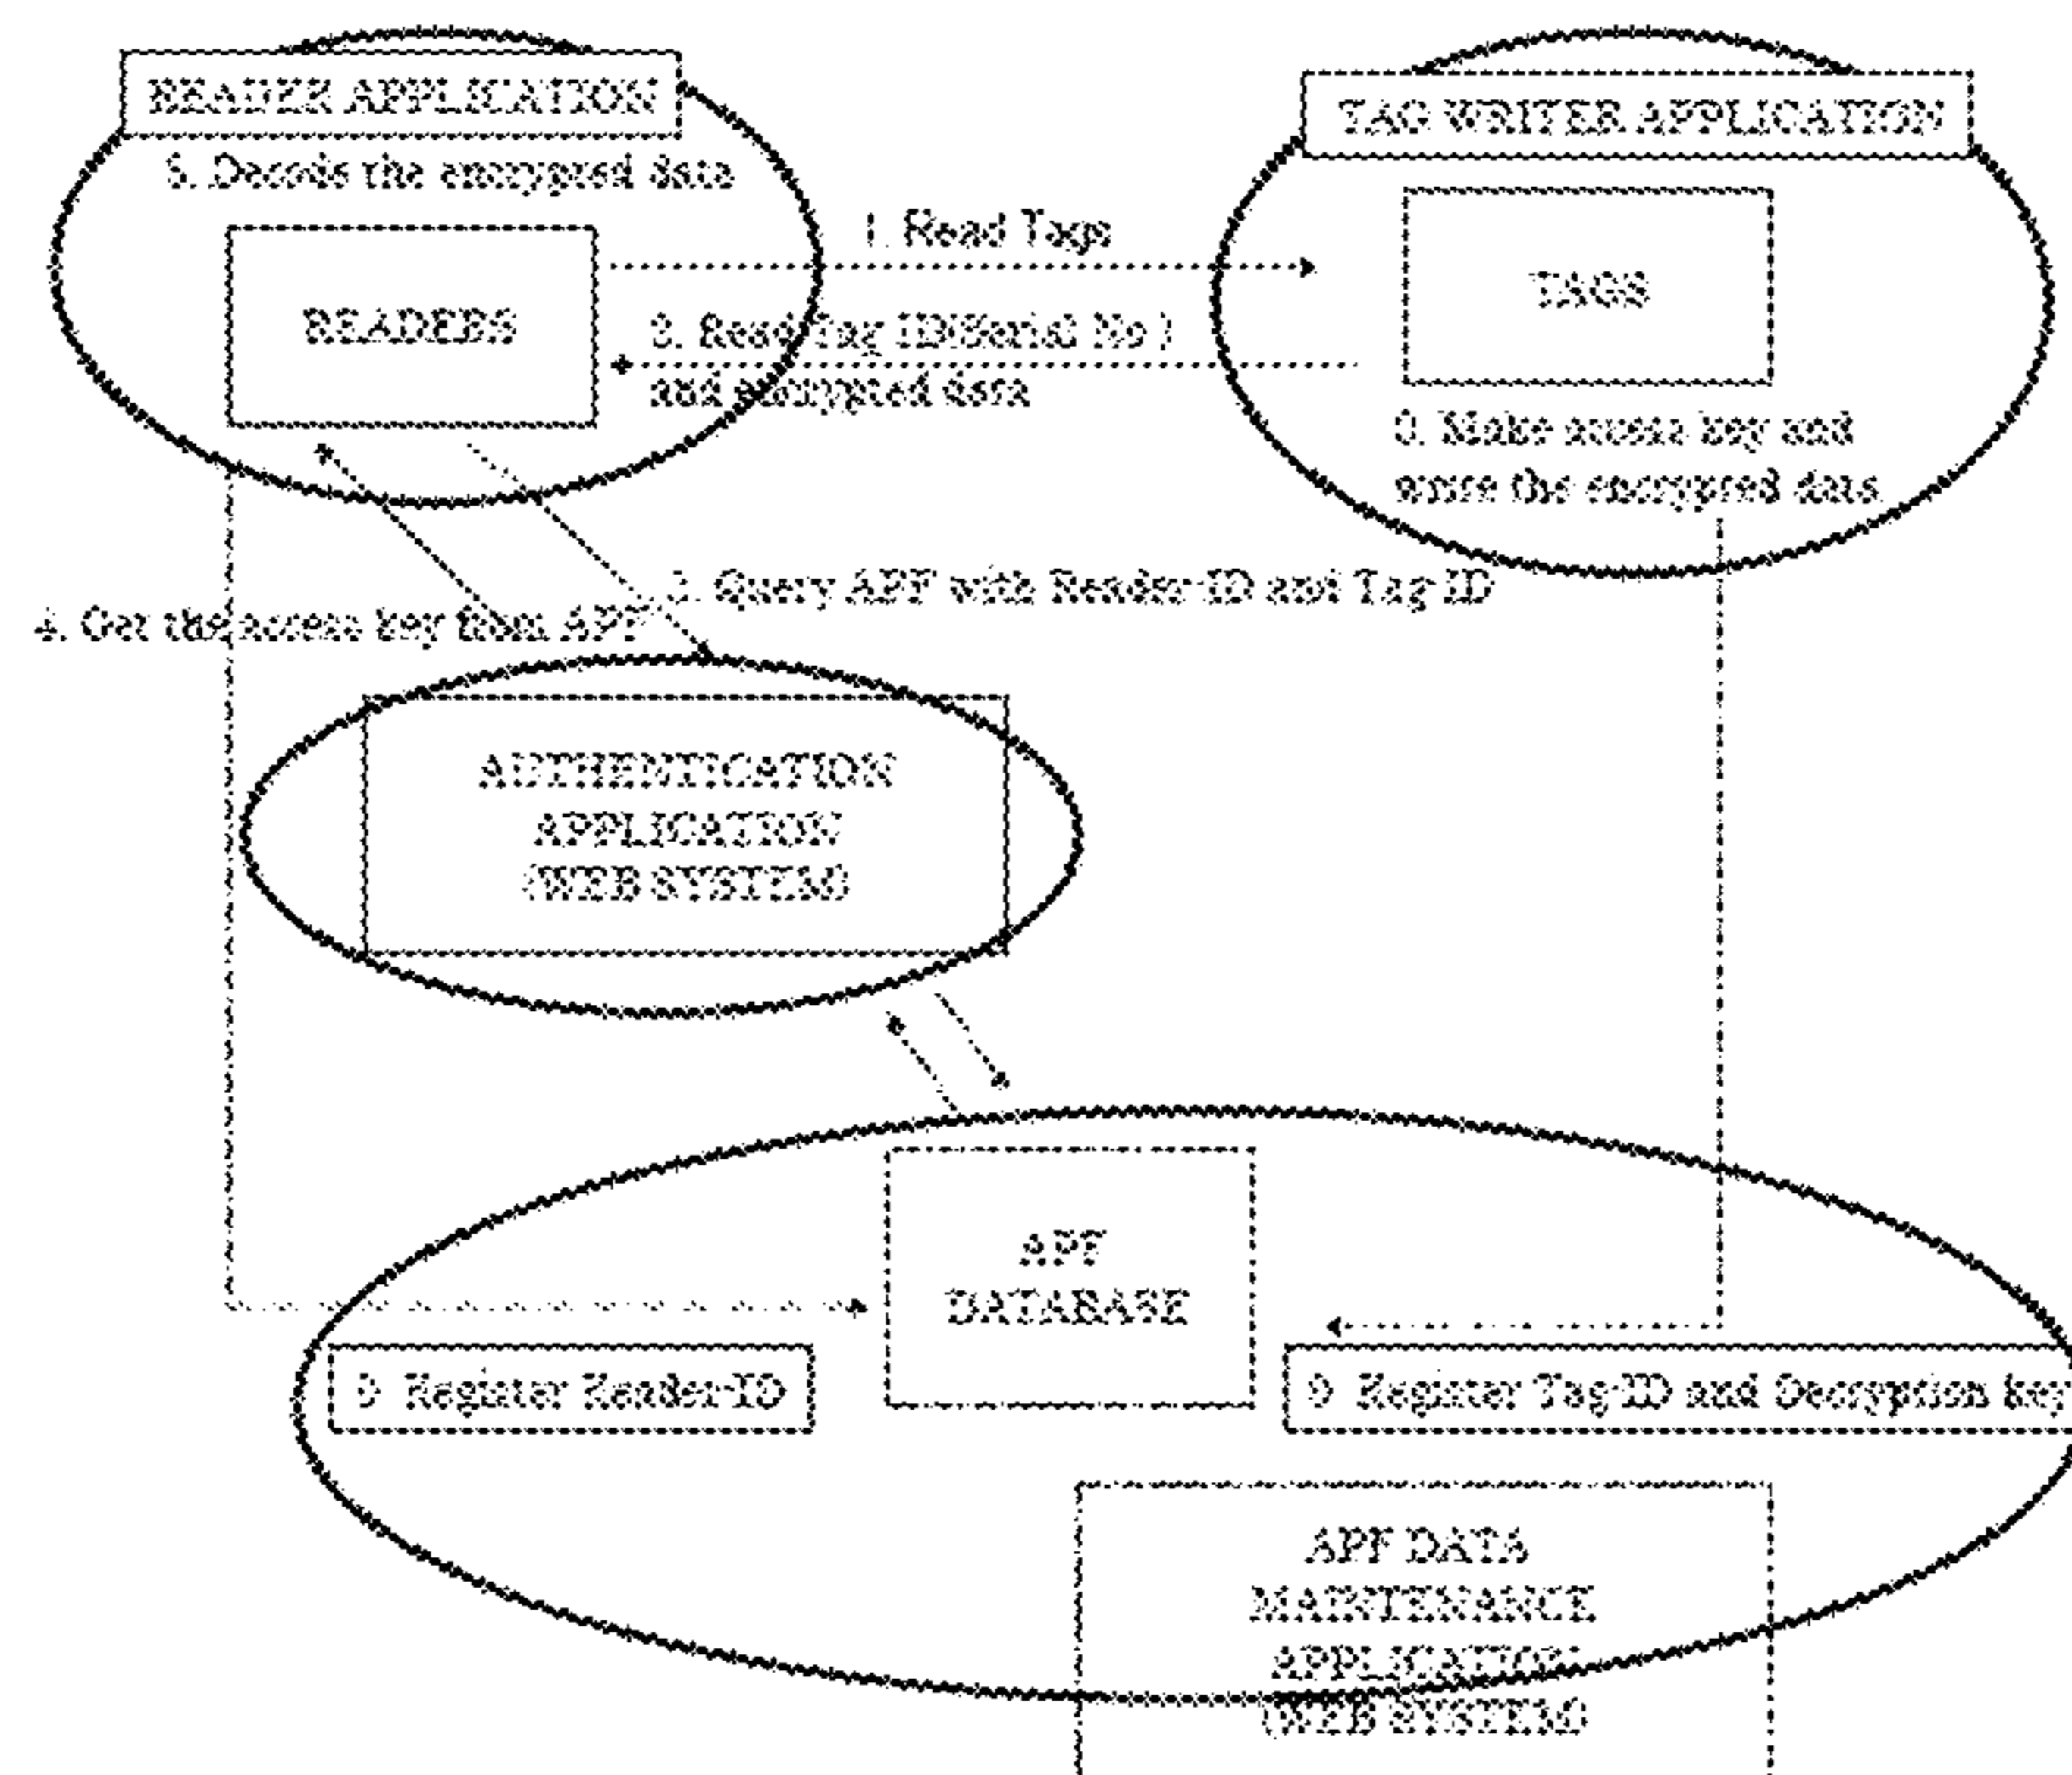 READER APPLICATION
5. Decode the encrypted data
READERS
1. Read Tags
2. Read Tag ID(Serial No.)
and encrypted data
TAG WRITER APPLICATION
TAGS
0. Make access key and
write the encrypted data
3. Query APF with Reader-ID and Tag-ID
4. Get the access key from APF
AUTHENTICATION
APPLICATION
(WEB SYSTEM)
APF
DATABASE
0. Register Reader-ID
0. Register Tag-ID and Decryption key
APF DATA
MAINTENANCE
APPLICATION
(WEB SYSTEM)